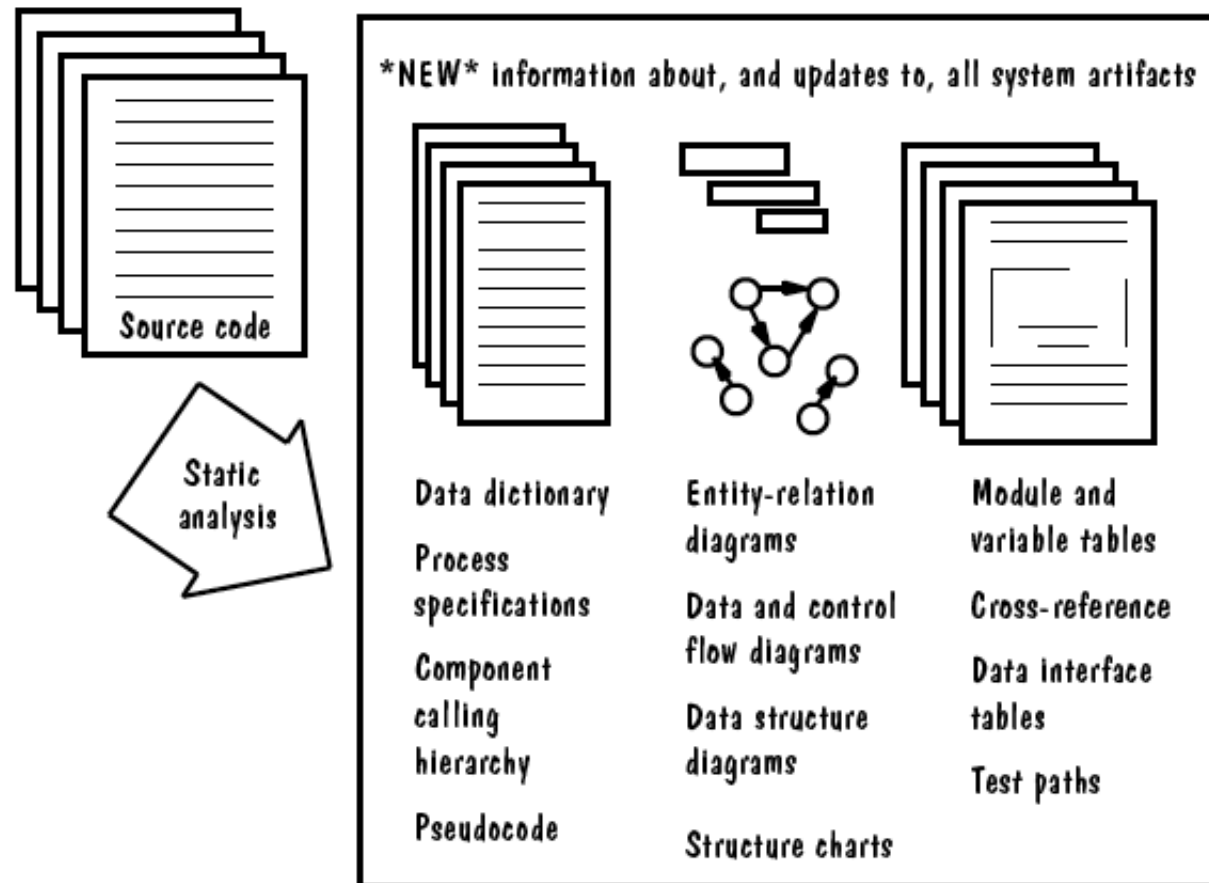 *NEW* information about, and updates to, all system artifacts
Source code
Static
analysis
Data dictionary
Process
specifications
Component
calling
hierarchy
Pseudocode
Entity-relation
diagrams
Data and control
flow diagrams
Data structure
diagrams
Structure charts
Module and
variable tables
Cross-reference
Data interface
tables
Test paths